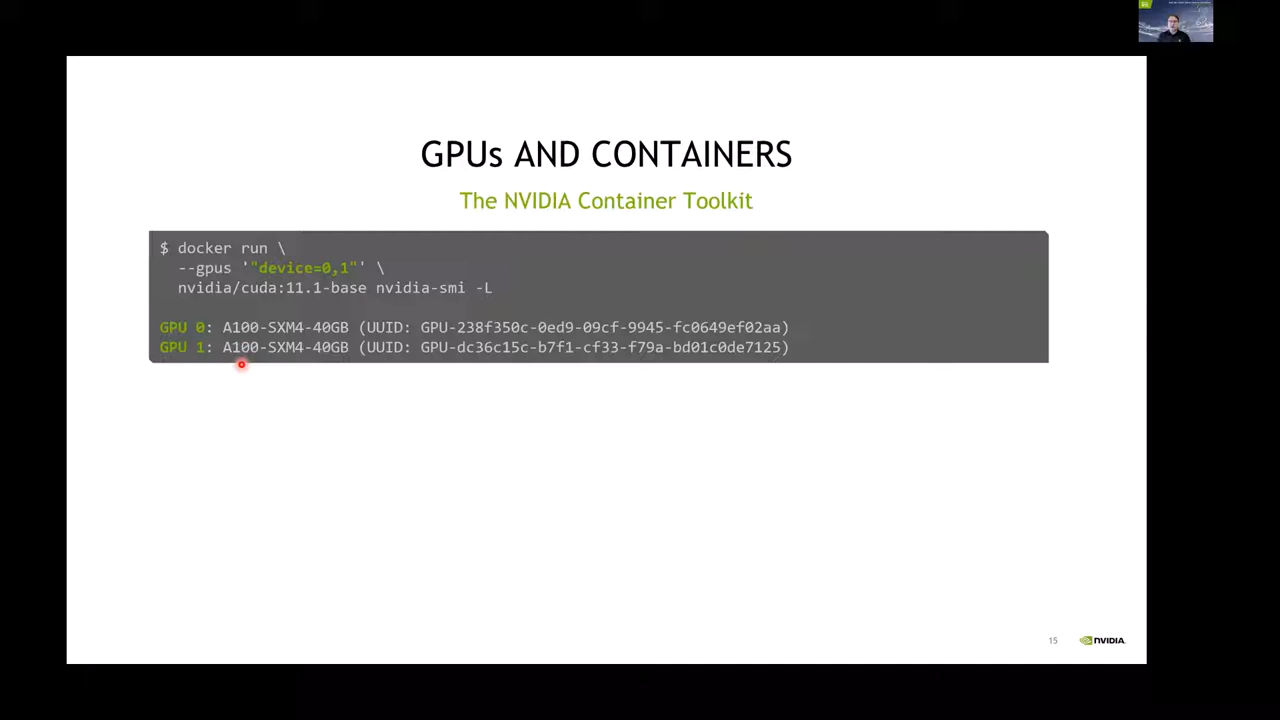 GPUs AND CONTAINERS
The NVIDIA Container Toolkit
$ docker run \
--gpus '"device=0,1"' \
nvidia/cuda:11.1-base nvidia-smi -L
GPU 0: A100-SXM4-40GB (UUID: GPU-238f350c-0ed9-09cf-9945-fc0649ef02aa)
GPU 1: A100-SXM4-40GB (UUID: GPU-dc36c15c-b7f1-cf33-f79a-bd01c0de7125)
15
NVIDIA.